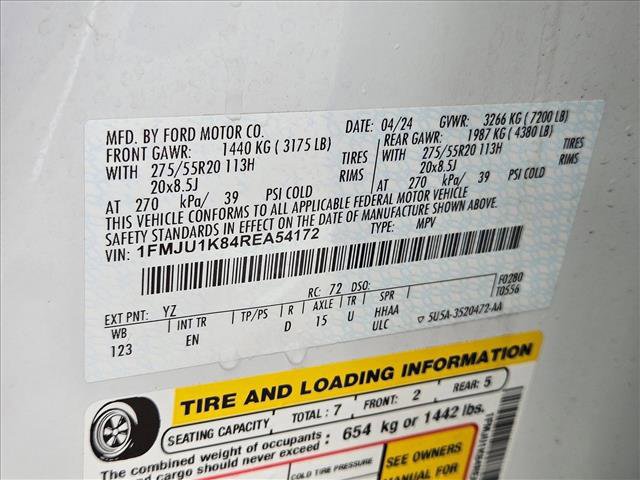 MFD. BY FORD MOTOR CO. DATE: 04/24 GVWR: 3266 KG ( 7200 LB)
FRONT GAWR: 1440 KG ( 3175 LB) REAR GAWR: 1987 KG ( 4380 LB)
WITH 275/55R20 113H TIRES WITH 275/55R20 113H TIRES
20x8.5J RIMS 20x8.5J RIMS
AT 270 kPa/ 39 PSI COLD AT 270 kPa/ 39 PSI COLD
THIS VEHICLE CONFORMS TO ALL APPLICABLE FEDERAL MOTOR VEHICLE
SAFETY STANDARDS IN EFFECT ON THE DATE OF MANUFACTURE SHOWN ABOVE.
VIN: 1FMJU1K84REA54172 TYPE: MPV
F0280
T0556
EXT PNT: YZ RC: 72 DSO:
WB INT TR TP/PS R AXLE TR SPR
123 EN D 15 U HHAA
ULC 5U5A-3520472-AA
TIRE AND LOADING INFORMATION
SEATING CAPACITY TOTAL : 7 FRONT: 2 REAR: 5
The combined weight of occupants
and cargo should never exceed : 654 kg or 1442 lbs.
COLD TIRE PRESSURE
SEE OWNERS
MANUAL FOR